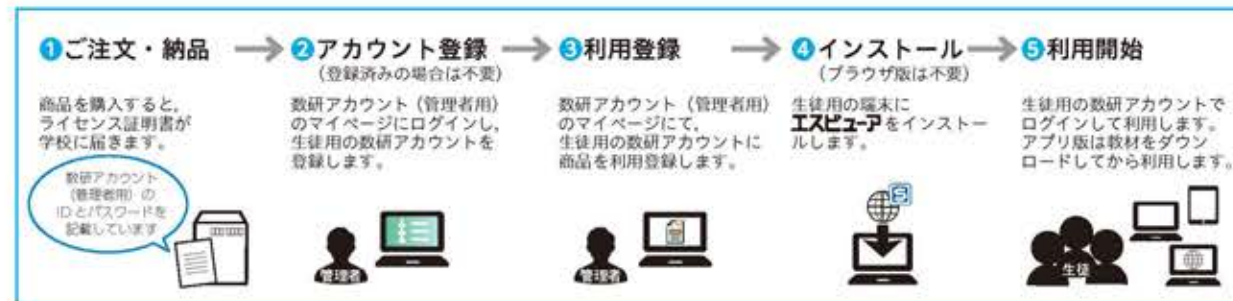 ❶ご注文・納品
商品を購入すると，
ライセンス証明書が
学校に届きます。
数研アカウント
（管理者用）の
IDとパスワードを
記載しています
❷アカウント登録
（登録済みの場合は不要）
数研アカウント（管理者用）
のマイページにログインし，
生徒用の数研アカウントを
登録します。
管理者
❸利用登録
数研アカウント（管理者用）
のマイページにて，
生徒用の数研アカウントに
商品を利用登録します。
管理者
❹インストール
（ブラウザ版は不要）
生徒用の端末に
エスビューアをインストー
ルします。
S
❺利用開始
生徒用の数研アカウントで
ログインして利用します。
アプリ版は教材をダウン
ロードしてから利用します。
生徒